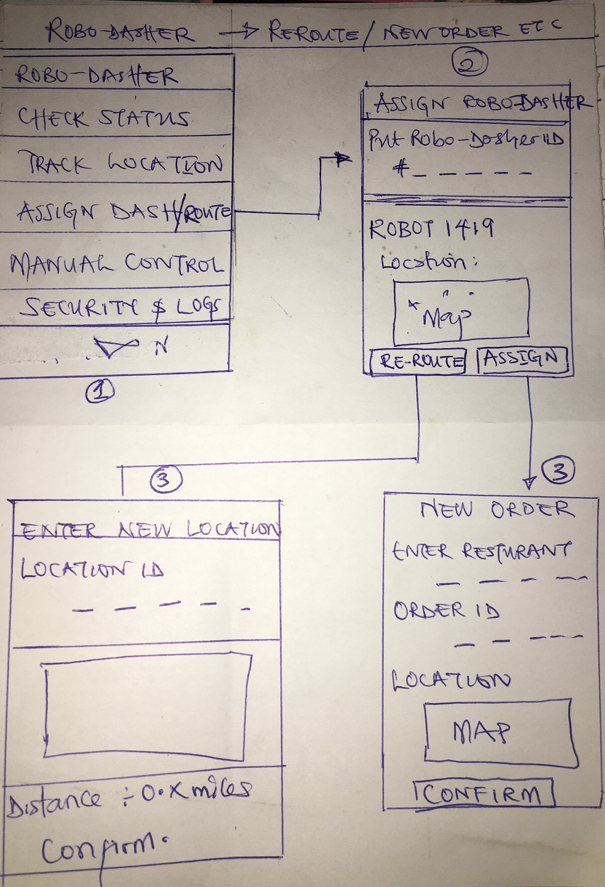 ROBO-DASHER → REROUTE/NEW ORDER ETC
ROBO-DASHER
CHECK STATUS
TRACK LOCATION
ASSIGN DASH/ROUTE
MANUAL CONTROL
SECURITY $ LOGS
N
1
2
ASSIGN ROBO-DASHER
Put Robo-Dasher ID
# _ _ _ _ _
ROBOT 1419
Location:
Map
RE-ROUTE ASSIGN
3
ENTER NEW LOCATION
LOCATION ID
_ _ _ _ _
Distance ÷ 0.X miles
Confirm.
3
NEW ORDER
ENTER RESTURANT
_ _ _ _
ORDER ID
_ _ _ _
LOCATION
MAP
CONFIRM